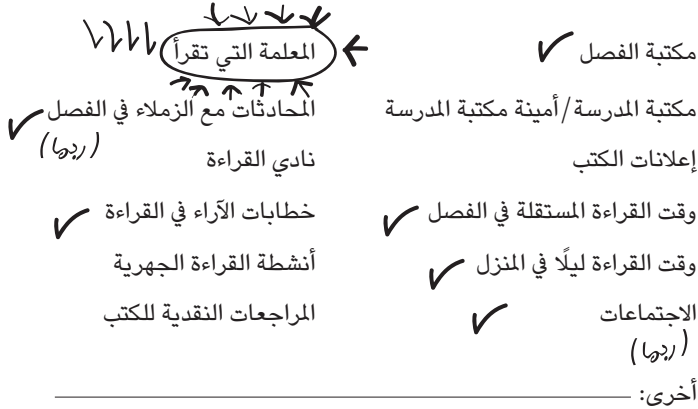 مكتبة الفصل
مكتبة المدرسة/أمينة مكتبة المدرسة
إعلانات الكتب
وقت القراءة المستقلة في الفصل
وقت القراءة ليلًا في المنزل
الاجتماعات
(ربما)
أخرى:
المعلمة التي تقرأ
المحادثات مع الزملاء في الفصل
(ربما)
نادي القراءة
خطابات الآراء في القراءة
أنشطة القراءة الجهرية
المراجعات النقدية للكتب